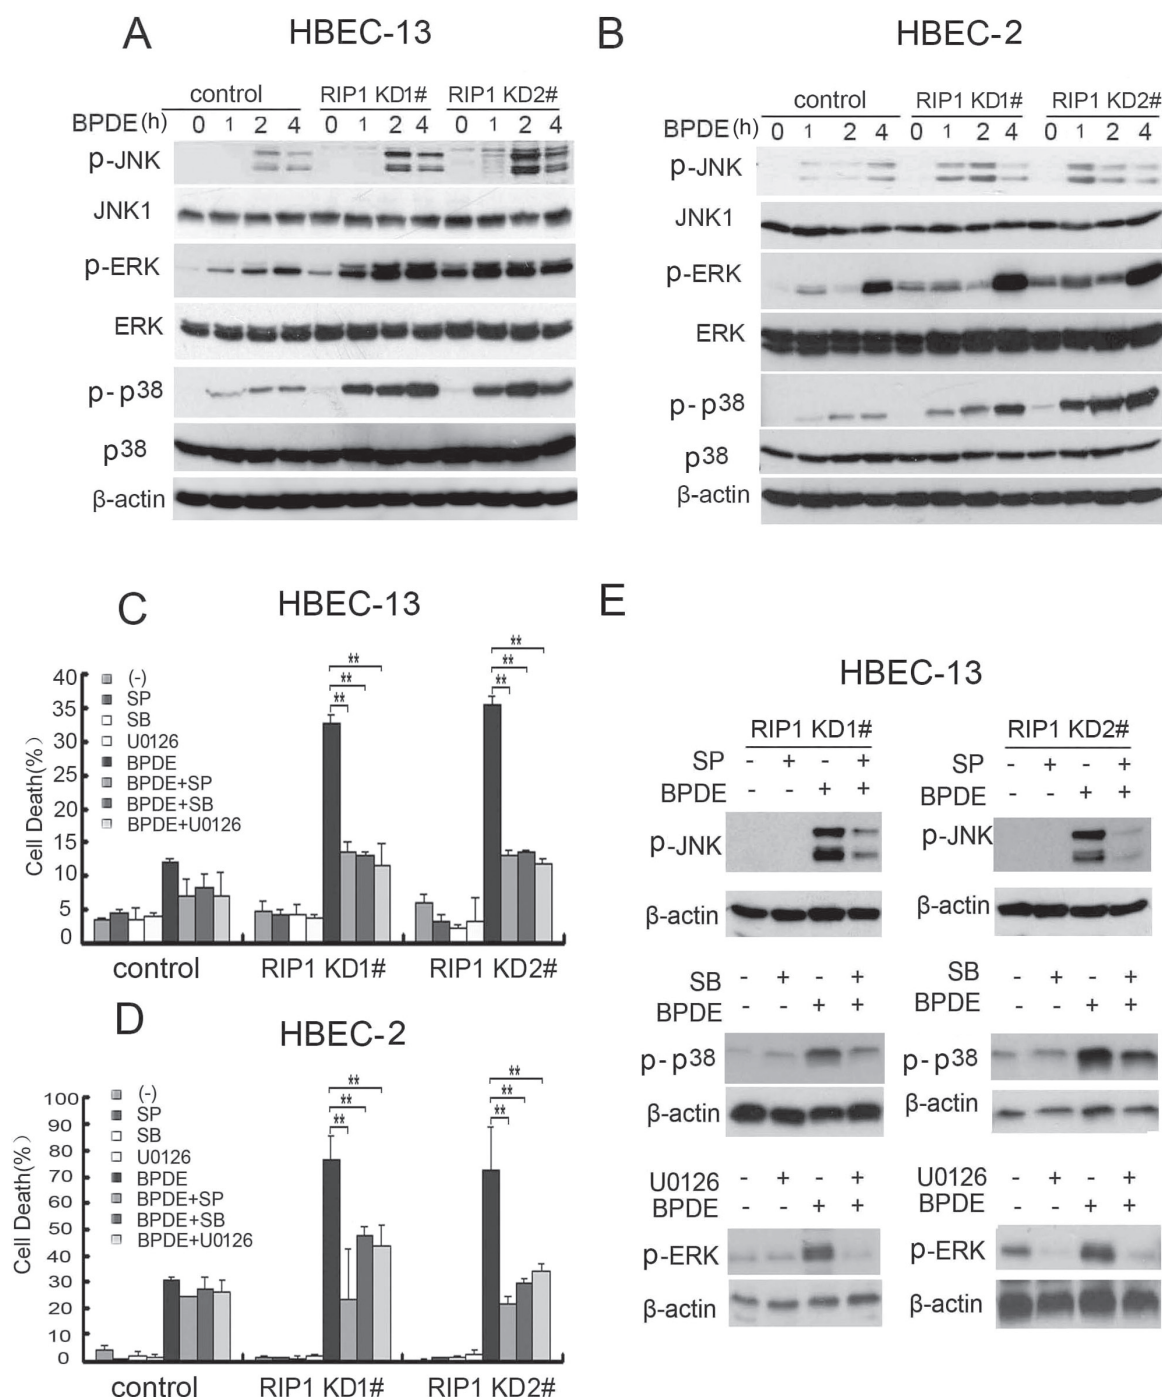 A
HBEC-13
control RIP1 KD1# RIP1 KD2#
BPDE(h) 0 1 2 4 0 1 2 4 0 1 2 4
p-JNK
JNK1
p-ERK
ERK
p-p38
p38
β-actin
B
HBEC-2
control RIP1 KD1# RIP1 KD2#
BPDE(h) 0 1 2 4 0 1 2 4 0 1 2 4
p-JNK
JNK1
p-ERK
ERK
p-p38
p38
β-actin
C
HBEC-13
Cell Death(%)
40
35
30
25
20
15
10
5
0
(-)
SP
SB
U0126
BPDE
BPDE+SP
BPDE+SB
BPDE+U0126
**
**
**
**
**
**
control RIP1 KD1# RIP1 KD2#
D
HBEC-2
Cell Death(%)
100
90
80
70
60
50
40
30
20
10
0
(-)
SP
SB
U0126
BPDE
BPDE+SP
BPDE+SB
BPDE+U0126
**
**
**
**
**
**
control RIP1 KD1# RIP1 KD2#
E
HBEC-13
RIP1 KD1#
SP - + - +
BPDE - - + +
p-JNK
β-actin
RIP1 KD2#
SP - + - +
BPDE - - + +
p-JNK
β-actin
SB - + - +
BPDE - - + +
p-p38
β-actin
SB - + - +
BPDE - - + +
p-p38
β-actin
U0126 - + - +
BPDE - - + +
p-ERK
β-actin
U0126 - + - +
BPDE - - + +
p-ERK
β-actin